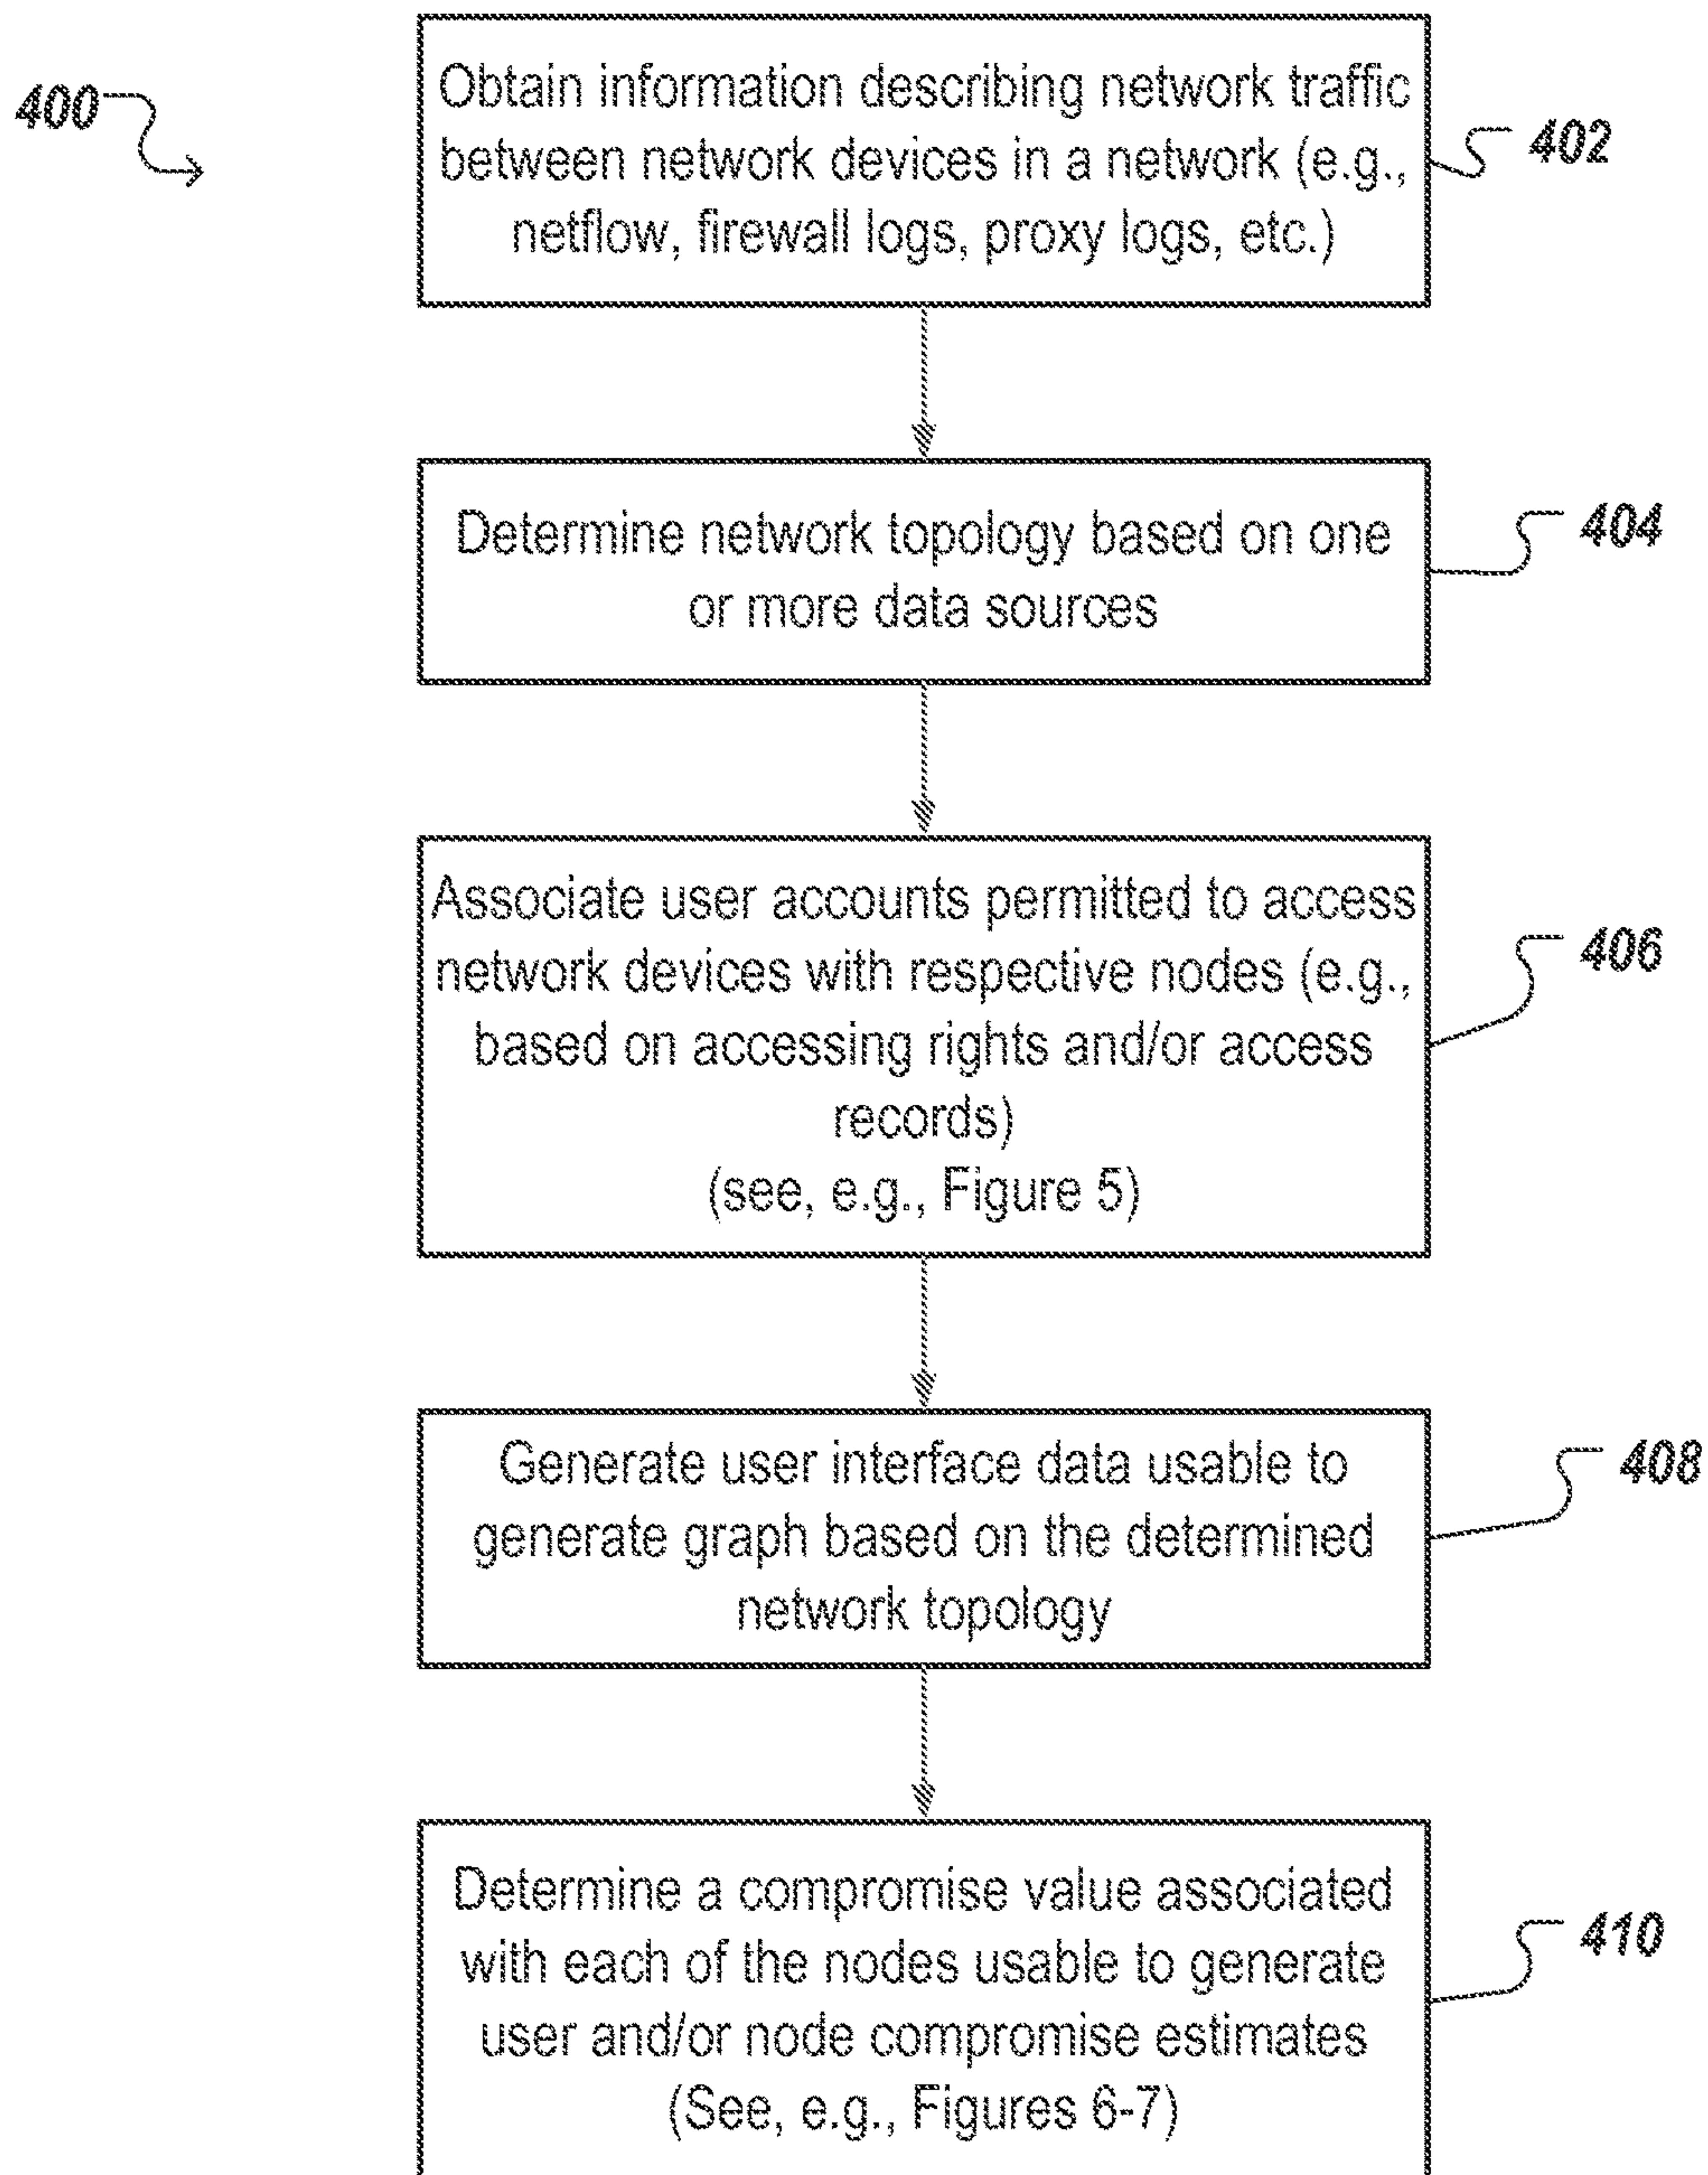 400
Obtain information describing network traffic
between network devices in a network (e.g.,
netflow, firewall logs, proxy logs, etc.)
402
Determine network topology based on one
or more data sources
404
Associate user accounts permitted to access
network devices with respective nodes (e.g.,
based on accessing rights and/or access
records)
(see, e.g., Figure 5)
406
Generate user interface data usable to
generate graph based on the determined
network topology
408
Determine a compromise value associated
with each of the nodes usable to generate
user and/or node compromise estimates
(See, e.g., Figures 6-7)
410